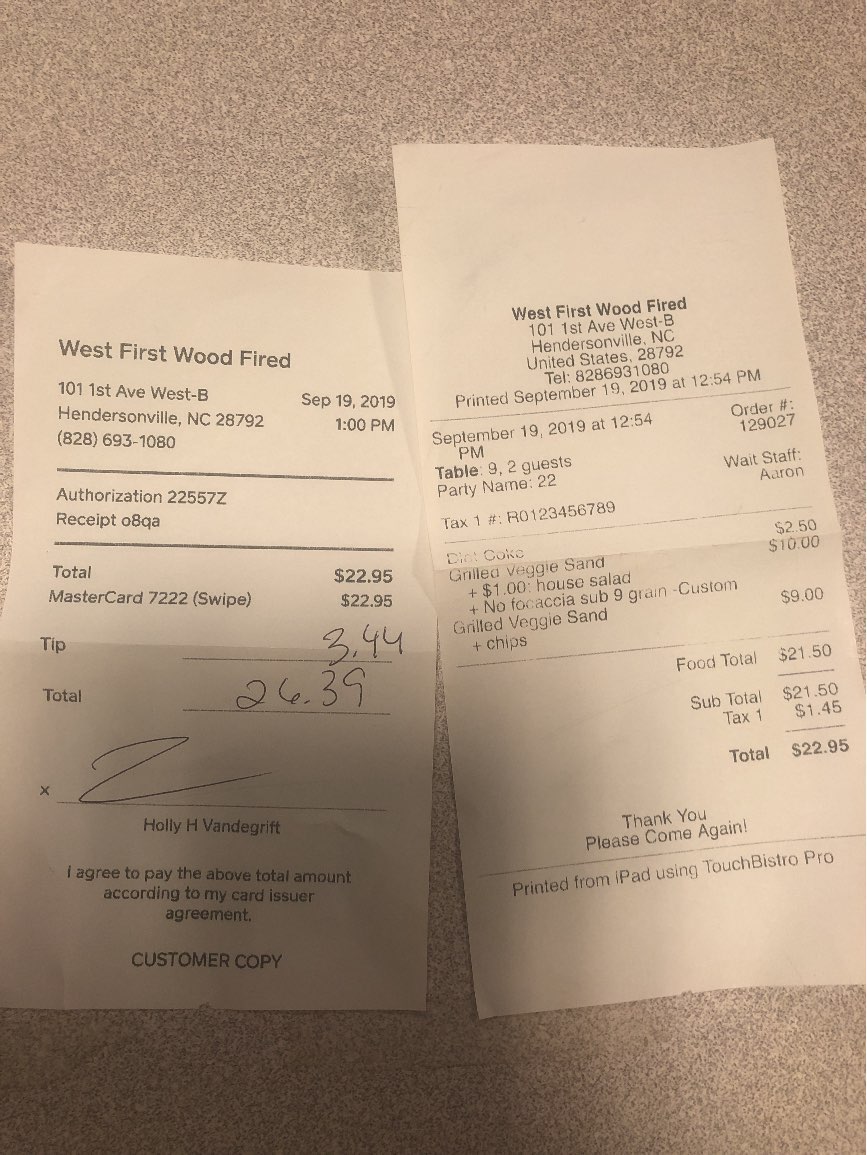 West First Wood Fired
101 1st Ave West-B
Hendersonville, NC 28792
(828) 693-1080
Sep 19, 2019
1:00 PM
Authorization 22557Z
Receipt o8qa
Total $22.95
MasterCard 7222 (Swipe) $22.95
Tip 3.44
Total 26.39
x
Holly H Vandegrift
I agree to pay the above total amount
according to my card issuer
agreement.
CUSTOMER COPY
West First Wood Fired
101 1st Ave West-B
Hendersonville, NC
United States, 28792
Tel: 8286931080
Printed September 19, 2019 at 12:54 PM
September 19, 2019 at 12:54
PM
Table: 9, 2 guests
Party Name: 22
Order #:
129027
Wait Staff:
Aaron
Tax 1 #: R0123456789
Diet Coke $2.50
Grilled Veggie Sand $10.00
+ $1.00: house salad
+ No focaccia sub 9 grain -Custom
Grilled Veggie Sand $9.00
+ chips
Food Total $21.50
Sub Total $21.50
Tax 1 $1.45
Total $22.95
Thank You
Please Come Again!
Printed from iPad using TouchBistro Pro